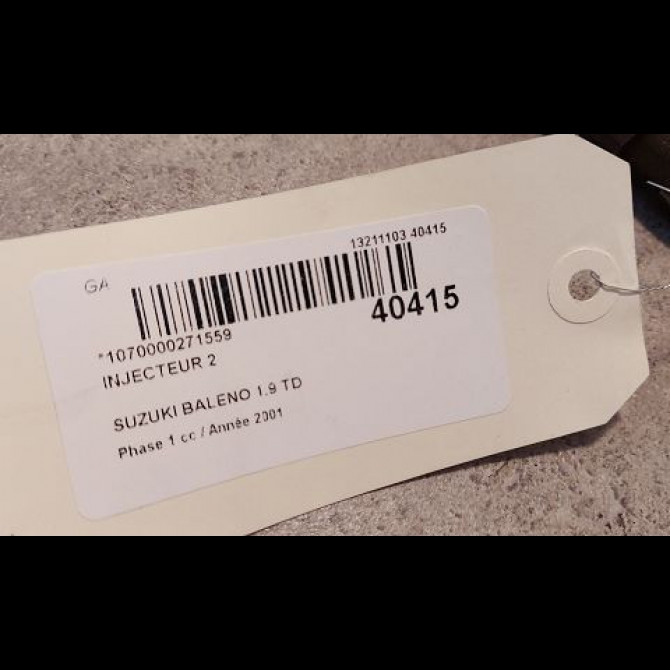 GA
13211103 40415
40415
*1070000271559
INJECTEUR 2
SUZUKI BALENO 1.9 TD
Phase 1 cc / Année 2001